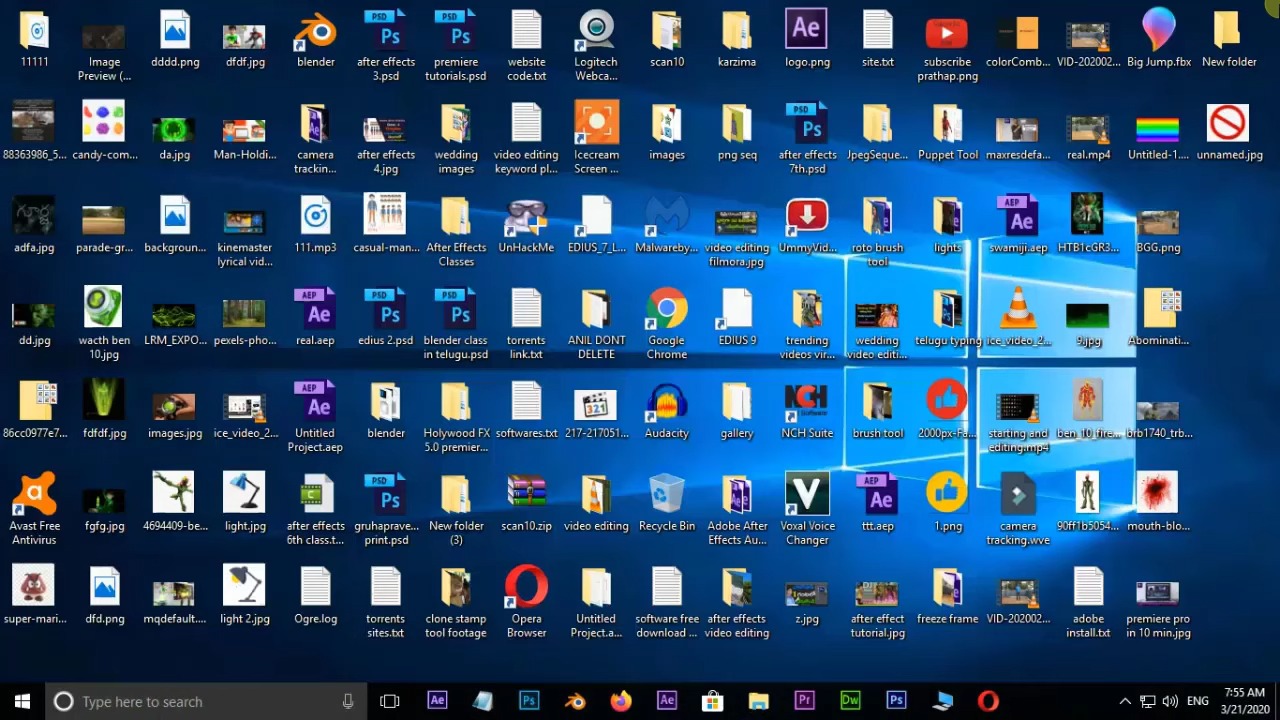 11111
Image Preview (...
dddd.png
dfdf.jpg
blender
after effects 3.psd
premiere tutorials.psd
website code.txt
Logitech Webca...
scan10
karzima
logo.png
site.txt
subscribe prathap.png
colorComb...
VID-202002...
Big Jump.fbx
New folder
88363986_5...
candy-com...
da.jpg
Man-Holdi...
camera trackin...
after effects 4.jpg
wedding images
video editing keyword pl...
Icecream Screen ...
images
png seq
after effects 7th.psd
JpegSeque...
Puppet Tool
maxresdefa...
real.mp4
Untitled-1....
unnamed.jpg
adfa.jpg
parade-gr...
backgroun...
kinemaster lyrical vid...
111.mp3
casual-man...
After Effects Classes
UnHackMe
EDIUS_7_L...
Malwareby...
video editing filmora.jpg
UmmyVid...
roto brush tool
lights
swamiji.aep
HTB1cGR3...
BGG.png
dd.jpg
wacth ben 10.jpg
LRM_EXPO...
pexels-pho...
real.aep
edius 2.psd
blender class in telugu.psd
torrents link.txt
ANIL DONT DELETE
Google Chrome
EDIUS 9
trending videos vir...
wedding video editi...
telugu typing
ice_video_2...
9.jpg
Abominati...
86cc0977e7...
fdfdf.jpg
images.jpg
ice_video_2...
Untitled Project.aep
blender
Holywood FX 5.0 premier...
softwares.txt
217-217051...
Audacity
gallery
NCH Suite
brush tool
2000px-Fa...
starting and editing.mp4
ben_10_fire...
brb1740_trb...
Avast Free Antivirus
fgfg.jpg
4694409-be...
light.jpg
after effects 6th class.t...
gruhaprave... print.psd
New folder (3)
scan10.zip
video editing
Recycle Bin
Adobe After Effects Au...
Voxal Voice Changer
ttt.aep
1.png
camera tracking.wve
90ff1b5054...
mouth-blo...
super-mari...
dfd.png
mqdefault....
light 2.jpg
Ogre.log
torrents sites.txt
clone stamp tool footage
Opera Browser
Untitled Project.a...
software free download ...
after effects video editing
z.jpg
after effect tutorial.jpg
freeze frame
VID-202002...
adobe install.txt
premiere pro in 10 min.jpg
Type here to search
ENG
7:55 AM
3/21/2020